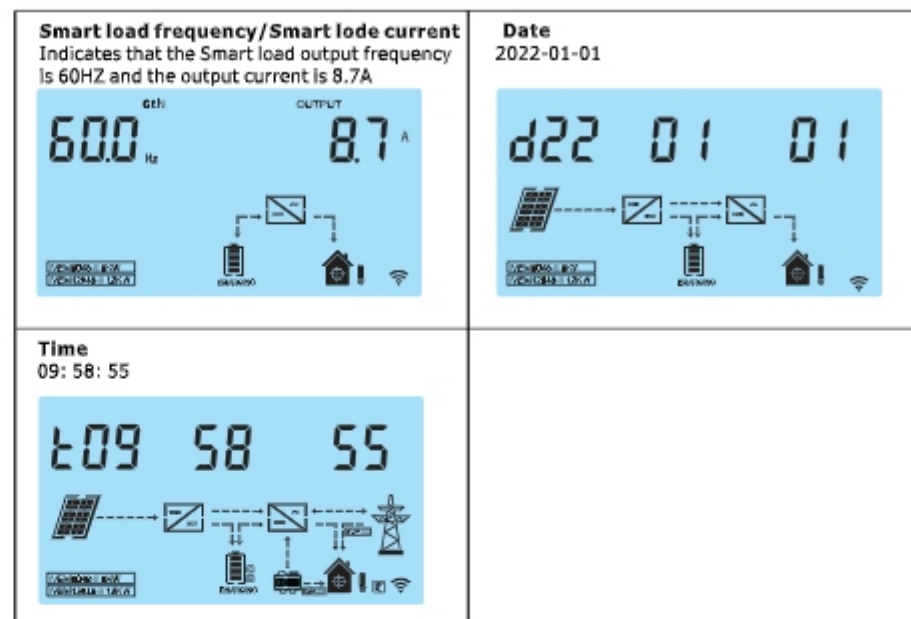 Smart load frequency/Smart lode current
Indicates that the Smart load output frequency
is 60HZ and the output current is 8.7A
Gen OUTPUT
60.0 Hz 8.7 A
Date
2022-01-01
d22 01 01
Time
09: 58: 55
t09 58 55